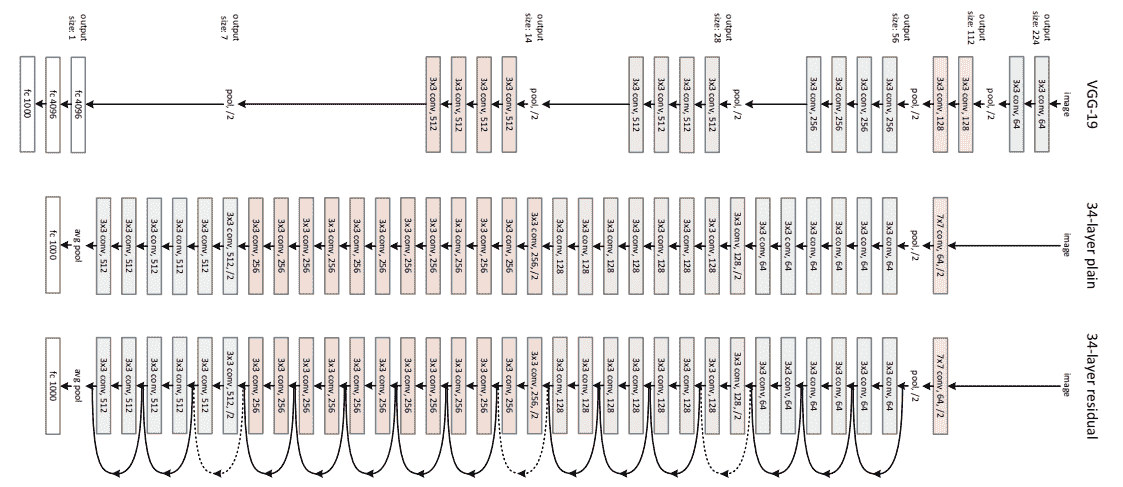 VGG-19
image
output
size: 224
3x3 conv, 64
3x3 conv, 64
output
size: 112
pool, /2
3x3 conv, 128
3x3 conv, 128
output
size: 56
pool, /2
3x3 conv, 256
3x3 conv, 256
3x3 conv, 256
3x3 conv, 256
output
size: 28
pool, /2
3x3 conv, 512
3x3 conv, 512
3x3 conv, 512
3x3 conv, 512
output
size: 14
pool, /2
3x3 conv, 512
3x3 conv, 512
3x3 conv, 512
3x3 conv, 512
output
size: 7
pool, /2
output
size: 1
fc 4096
fc 4096
fc 1000
34-layer plain
image
7x7 conv, 64, /2
pool, /2
3x3 conv, 64
3x3 conv, 64
3x3 conv, 64
3x3 conv, 64
3x3 conv, 64
3x3 conv, 64
3x3 conv, 128, /2
3x3 conv, 128
3x3 conv, 128
3x3 conv, 128
3x3 conv, 128
3x3 conv, 128
3x3 conv, 128
3x3 conv, 128
3x3 conv, 256, /2
3x3 conv, 256
3x3 conv, 256
3x3 conv, 256
3x3 conv, 256
3x3 conv, 256
3x3 conv, 256
3x3 conv, 256
3x3 conv, 256
3x3 conv, 256
3x3 conv, 256
3x3 conv, 256
3x3 conv, 512, /2
3x3 conv, 512
3x3 conv, 512
3x3 conv, 512
3x3 conv, 512
3x3 conv, 512
avg pool
fc 1000
34-layer residual
image
7x7 conv, 64, /2
pool, /2
3x3 conv, 64
3x3 conv, 64
3x3 conv, 64
3x3 conv, 64
3x3 conv, 64
3x3 conv, 64
3x3 conv, 128, /2
3x3 conv, 128
3x3 conv, 128
3x3 conv, 128
3x3 conv, 128
3x3 conv, 128
3x3 conv, 128
3x3 conv, 128
3x3 conv, 256, /2
3x3 conv, 256
3x3 conv, 256
3x3 conv, 256
3x3 conv, 256
3x3 conv, 256
3x3 conv, 256
3x3 conv, 256
3x3 conv, 256
3x3 conv, 256
3x3 conv, 256
3x3 conv, 256
3x3 conv, 512, /2
3x3 conv, 512
3x3 conv, 512
3x3 conv, 512
3x3 conv, 512
3x3 conv, 512
avg pool
fc 1000